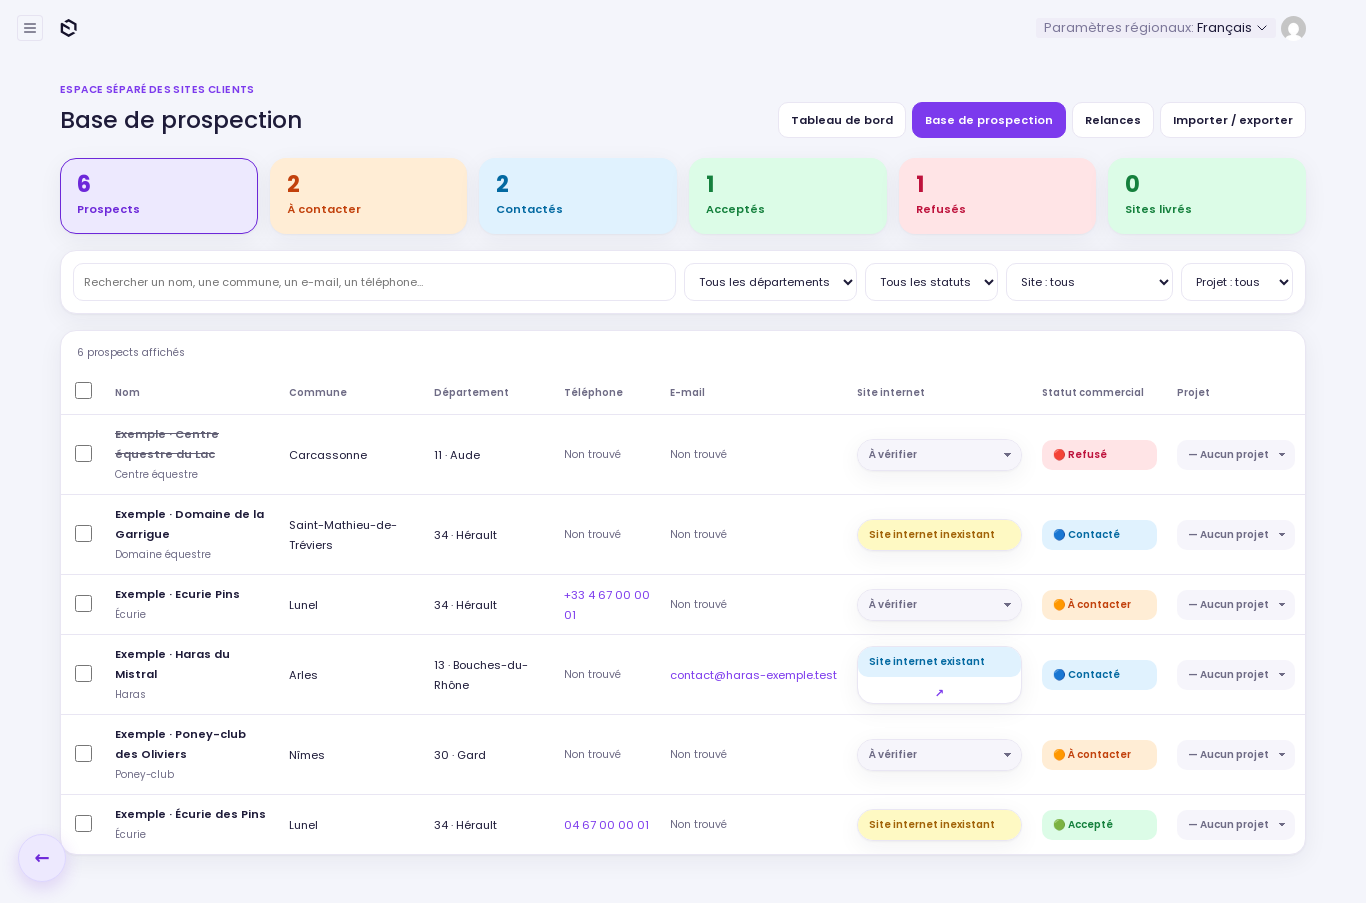 Paramètres régionaux: Français
ESPACE SÉPARÉ DES SITES CLIENTS
Base de prospection
Tableau de bord
Base de prospection
Relances
Importer / exporter
6
Prospects
2
À contacter
2
Contactés
1
Acceptés
1
Refusés
0
Sites livrés
Rechercher un nom, une commune, un e-mail, un téléphone...
Tous les départements
Tous les statuts
Site : tous
Projet : tous
6 prospects affichés
Nom
Commune
Département
Téléphone
E-mail
Site internet
Statut commercial
Projet
Exemple · Centre
équestre du Lac
Centre équestre
Carcassonne
11 · Aude
Non trouvé
Non trouvé
À vérifier
Refusé
— Aucun projet
Exemple · Domaine de la
Garrigue
Domaine équestre
Saint-Mathieu-de-
Tréviers
34 · Hérault
Non trouvé
Non trouvé
Site internet inexistant
Contacté
— Aucun projet
Exemple · Ecurie Pins
Écurie
Lunel
34 · Hérault
+33 4 67 00 00
01
Non trouvé
À vérifier
À contacter
— Aucun projet
Exemple · Haras du
Mistral
Haras
Arles
13 · Bouches-du-
Rhône
Non trouvé
contact@haras-exemple.test
Site internet existant
↗
Contacté
— Aucun projet
Exemple · Poney-club
des Oliviers
Poney-club
Nîmes
30 · Gard
Non trouvé
Non trouvé
À vérifier
À contacter
— Aucun projet
Exemple · Écurie des Pins
Écurie
Lunel
34 · Hérault
04 67 00 00 01
Non trouvé
Site internet inexistant
Accepté
— Aucun projet
←